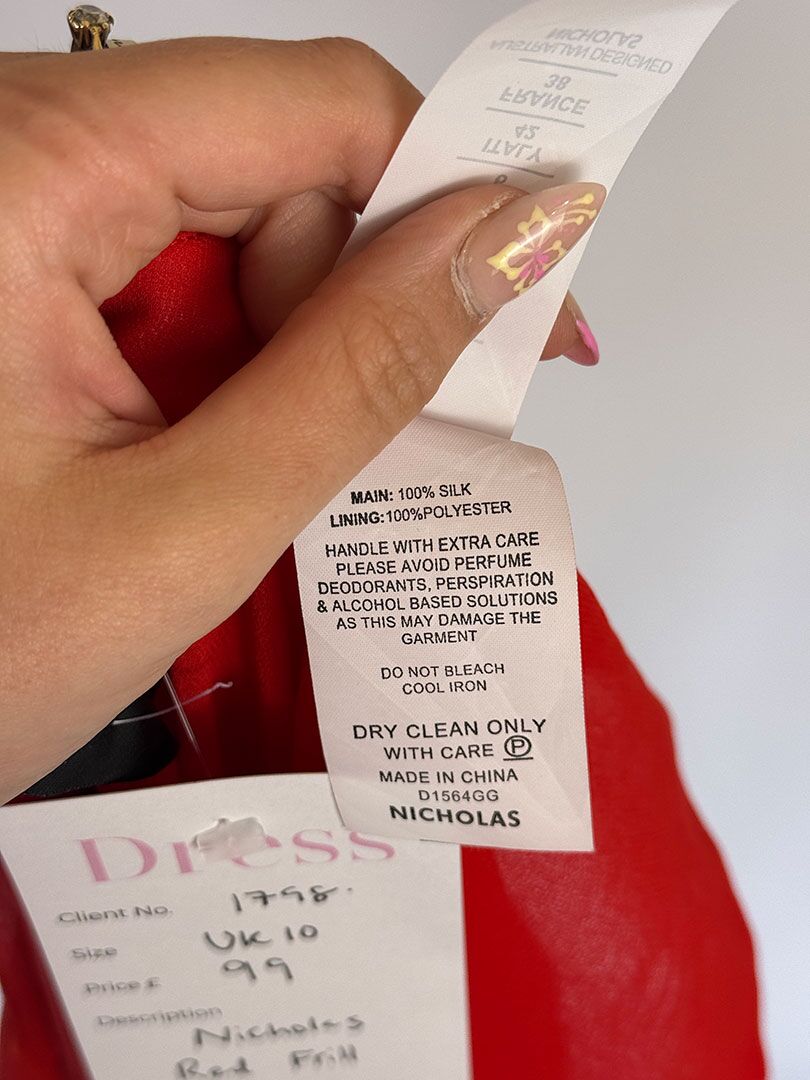 NICHOLAS
AUSTRALIAN DESIGNED
38
FRANCE
42
ITALY
MAIN: 100% SILK
LINING:100%POLYESTER
HANDLE WITH EXTRA CARE
PLEASE AVOID PERFUME
DEODORANTS, PERSPIRATION
& ALCOHOL BASED SOLUTIONS
AS THIS MAY DAMAGE THE
GARMENT
DO NOT BLEACH
COOL IRON
DRY CLEAN ONLY
WITH CARE Ⓟ
MADE IN CHINA
D1564GG
NICHOLAS
Dress
Client No. 1798.
Size UK 10
Price £ 99
Description
Nicholas
Red Frill